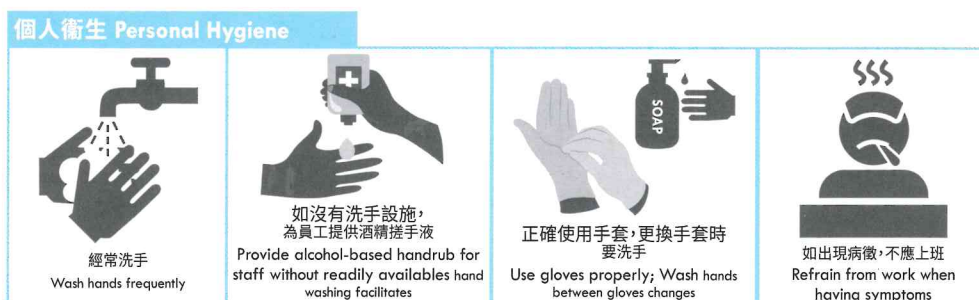 個人衞生 Personal Hygiene
經常洗手
Wash hands frequently
如沒有洗手設施，
為員工提供酒精搓手液
Provide alcohol-based handrub for
staff without readily availables hand
washing facilitates
SOAP
正確使用手套，更換手套時
要洗手
Use gloves properly; Wash hands
between gloves changes
如出現病徵，不應上班
Refrain from work when
having symptoms